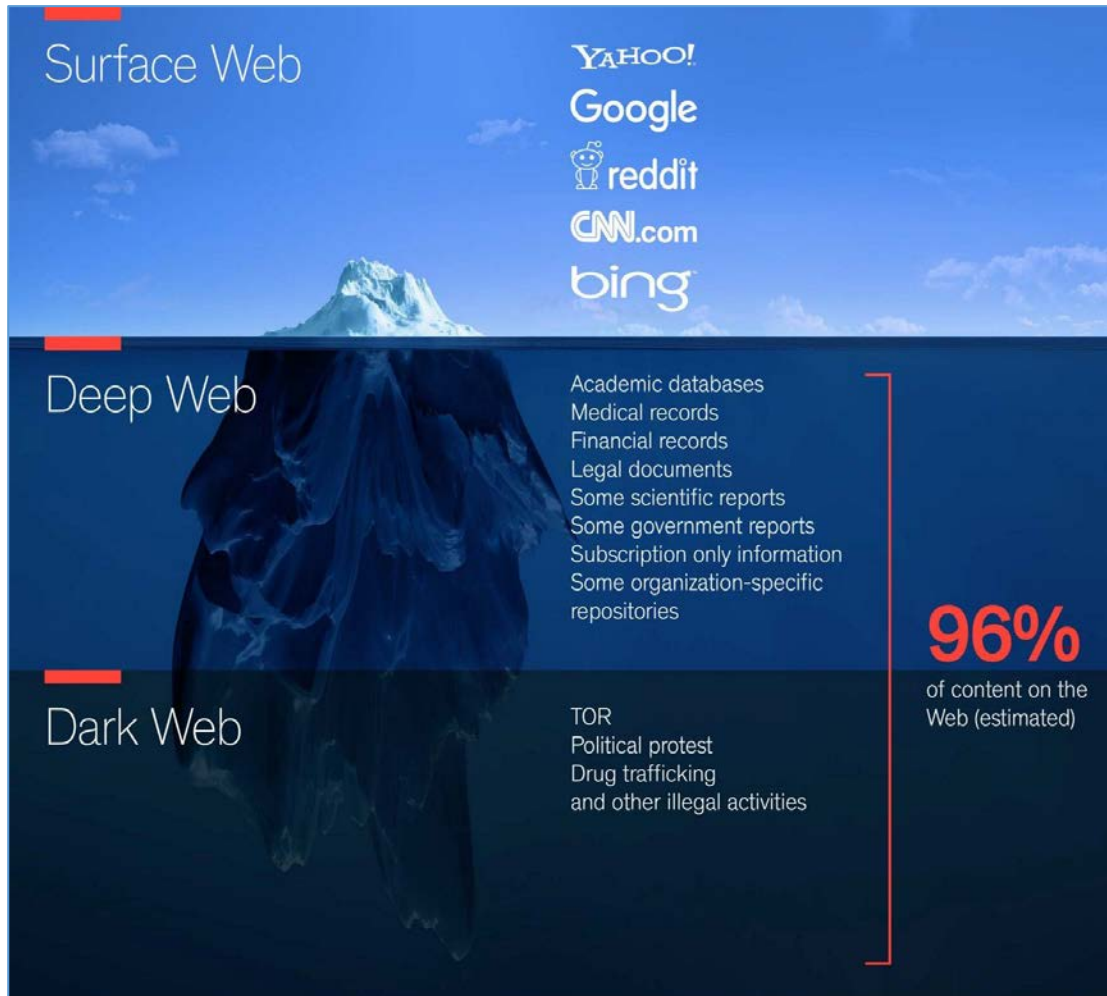 Surface Web
YAHOO!
Google
reddit
CNN.com
bing
Deep Web
Academic databases
Medical records
Financial records
Legal documents
Some scientific reports
Some government reports
Subscription only information
Some organization-specific
repositories
96%
of content on the
Web (estimated)
Dark Web
TOR
Political protest
Drug trafficking
and other illegal activities